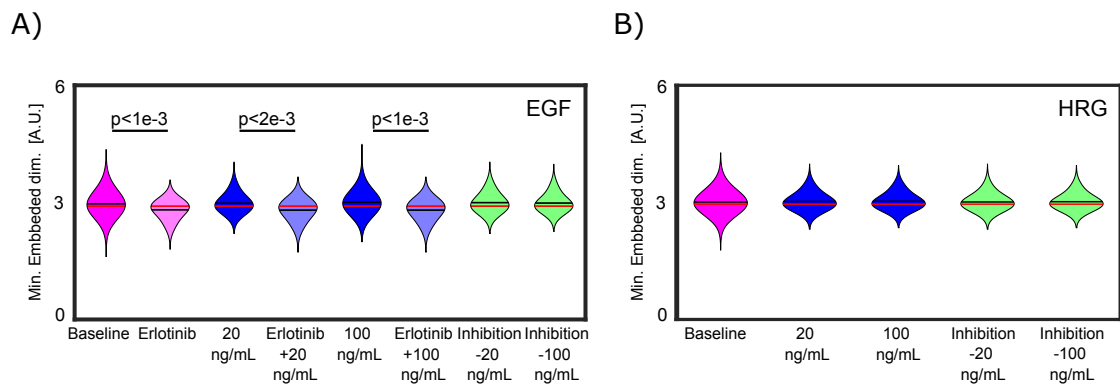 A)
B)
Min. Embbeded dim. [A.U.]
6
3
0
EGF
p<1e-3
p<2e-3
p<1e-3
Baseline
Erlotinib
20
ng/mL
Erlotinib
+20
ng/mL
100
ng/mL
Erlotinib
+100
ng/mL
Inhibition
-20
ng/mL
Inhibition
-100
ng/mL
Min. Embbeded dim. [A.U.]
6
3
0
HRG
Baseline
20
ng/mL
100
ng/mL
Inhibition
-20
ng/mL
Inhibition
-100
ng/mL